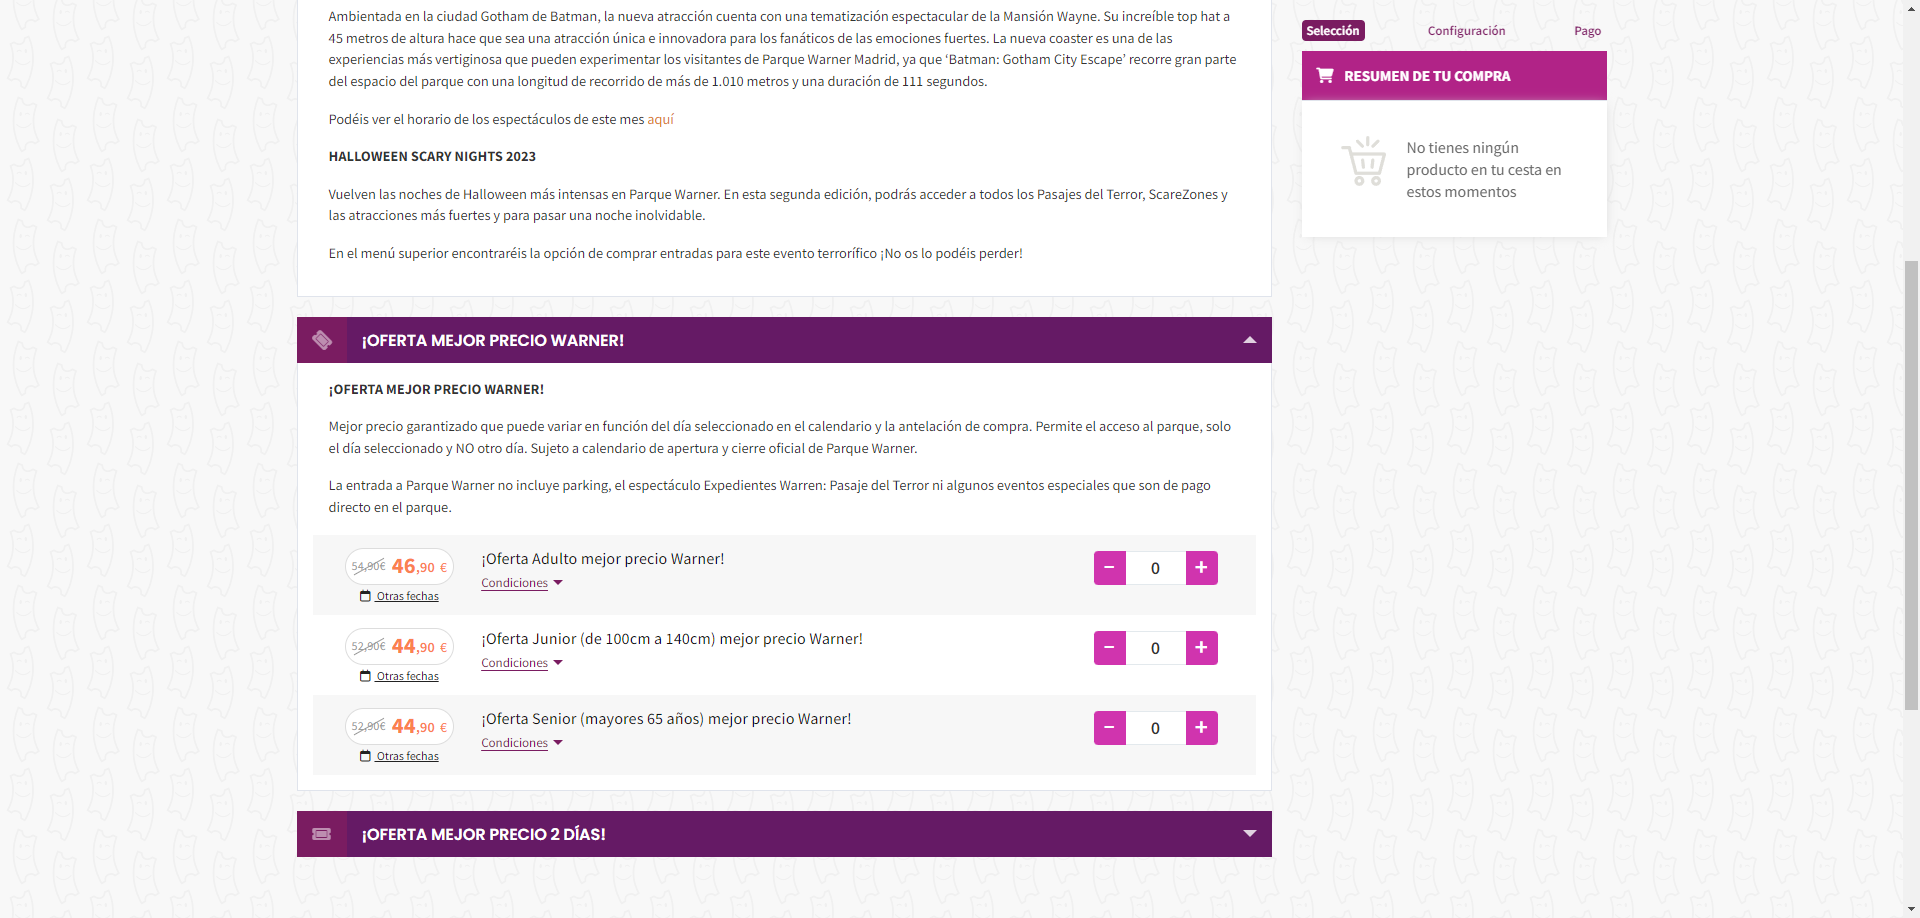 Ambientada en la ciudad Gotham de Batman, la nueva atracción cuenta con una tematización espectacular de la Mansión Wayne. Su increíble top hat a
45 metros de altura hace que sea una atracción única e innovadora para los fanáticos de las emociones fuertes. La nueva coaster es una de las
experiencias más vertiginosa que pueden experimentar los visitantes de Parque Warner Madrid, ya que ‘Batman: Gotham City Escape’ recorre gran parte
del espacio del parque con una longitud de recorrido de más de 1.010 metros y una duración de 111 segundos.
Podéis ver el horario de los espectáculos de este mes aquí
HALLOWEEN SCARY NIGHTS 2023
Vuelven las noches de Halloween más intensas en Parque Warner. En esta segunda edición, podrás acceder a todos los Pasajes del Terror, ScareZones y
las atracciones más fuertes y para pasar una noche inolvidable.
En el menú superior encontraréis la opción de comprar entradas para este evento terrorífico ¡No os lo podéis perder!
¡OFERTA MEJOR PRECIO WARNER!
¡OFERTA MEJOR PRECIO WARNER!
Mejor precio garantizado que puede variar en función del día seleccionado en el calendario y la antelación de compra. Permite el acceso al parque, solo
el día seleccionado y NO otro día. Sujeto a calendario de apertura y cierre oficial de Parque Warner.
La entrada a Parque Warner no incluye parking, el espectáculo Expedientes Warren: Pasaje del Terror ni algunos eventos especiales que son de pago
directo en el parque.
54,90€ 46,90 € ¡Oferta Adulto mejor precio Warner! − 0 +
Condiciones
Otras fechas
52,90€ 44,90 € ¡Oferta Junior (de 100cm a 140cm) mejor precio Warner! − 0 +
Condiciones
Otras fechas
52,90€ 44,90 € ¡Oferta Senior (mayores 65 años) mejor precio Warner! − 0 +
Condiciones
Otras fechas
¡OFERTA MEJOR PRECIO 2 DÍAS!
Selección Configuración Pago
RESUMEN DE TU COMPRA
No tienes ningún
producto en tu cesta en
estos momentos